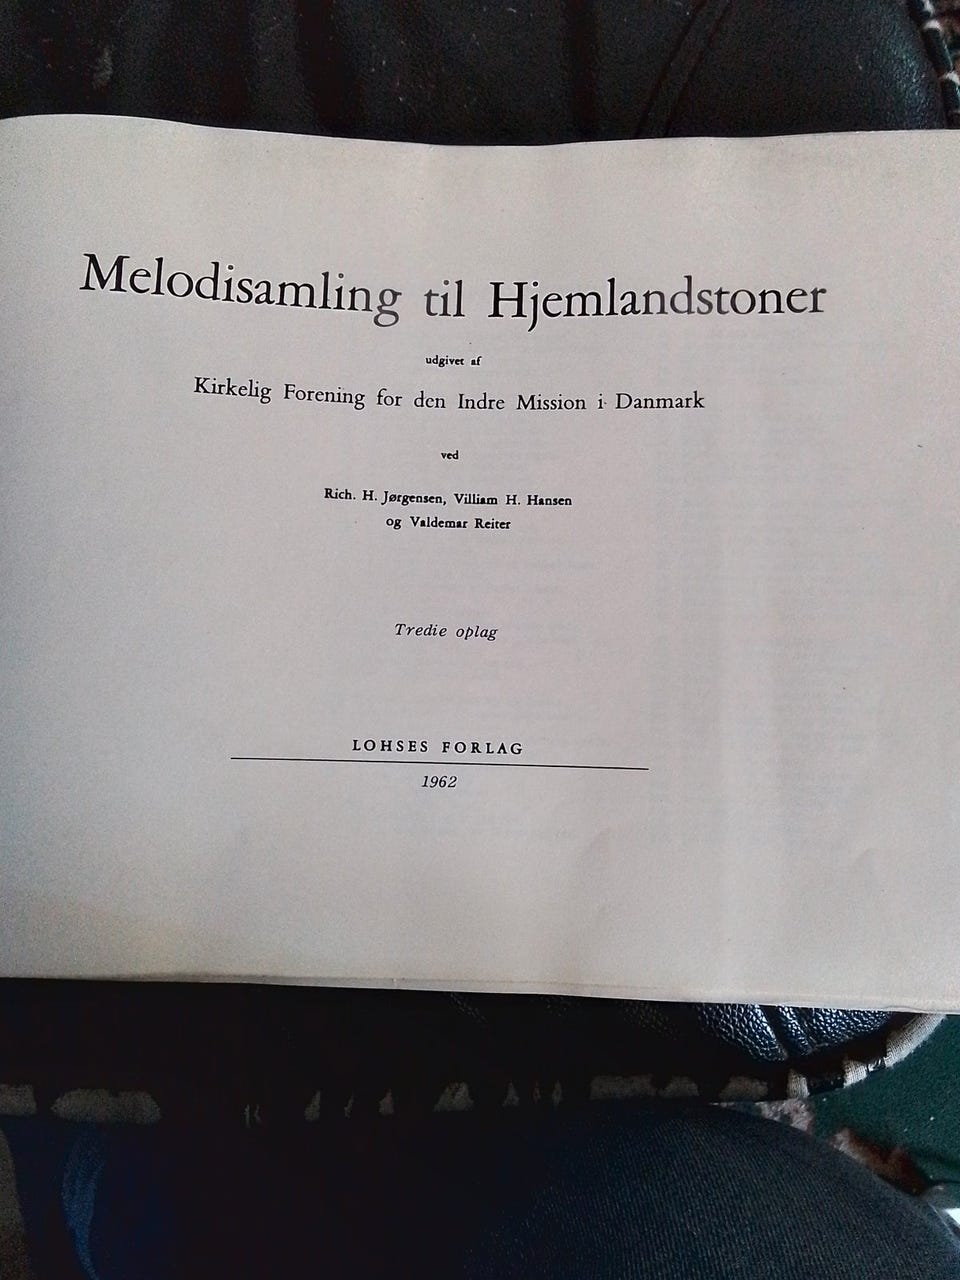 Melodisamling til Hjemlandstoner
udgivet af
Kirkelig Forening for den Indre Mission i Danmark
ved
Rich. H. Jørgensen, Villiam H. Hansen
og Valdemar Reiter
Tredie oplag
LOHSES FORLAG
1962